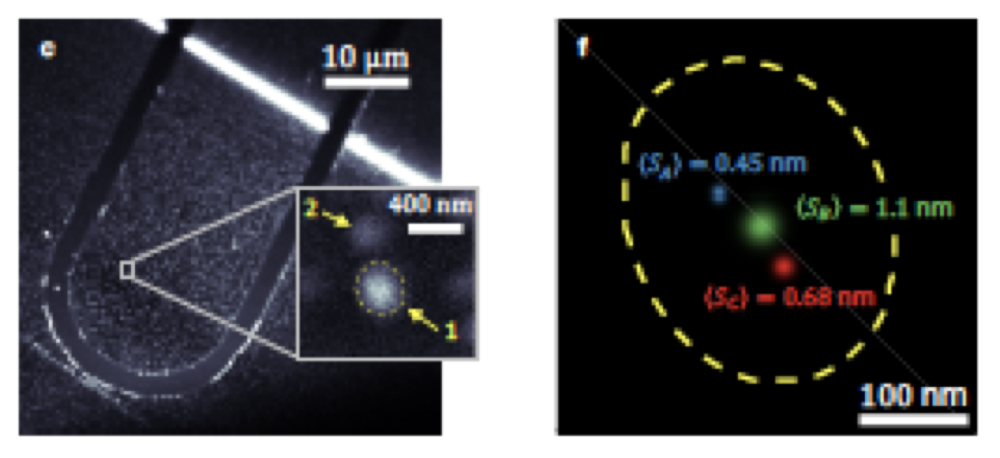 e
10 μm
2
400 nm
1
f
⟨S_A⟩ = 0.45 nm
⟨S_B⟩ = 1.1 nm
⟨S_C⟩ = 0.68 nm
100 nm